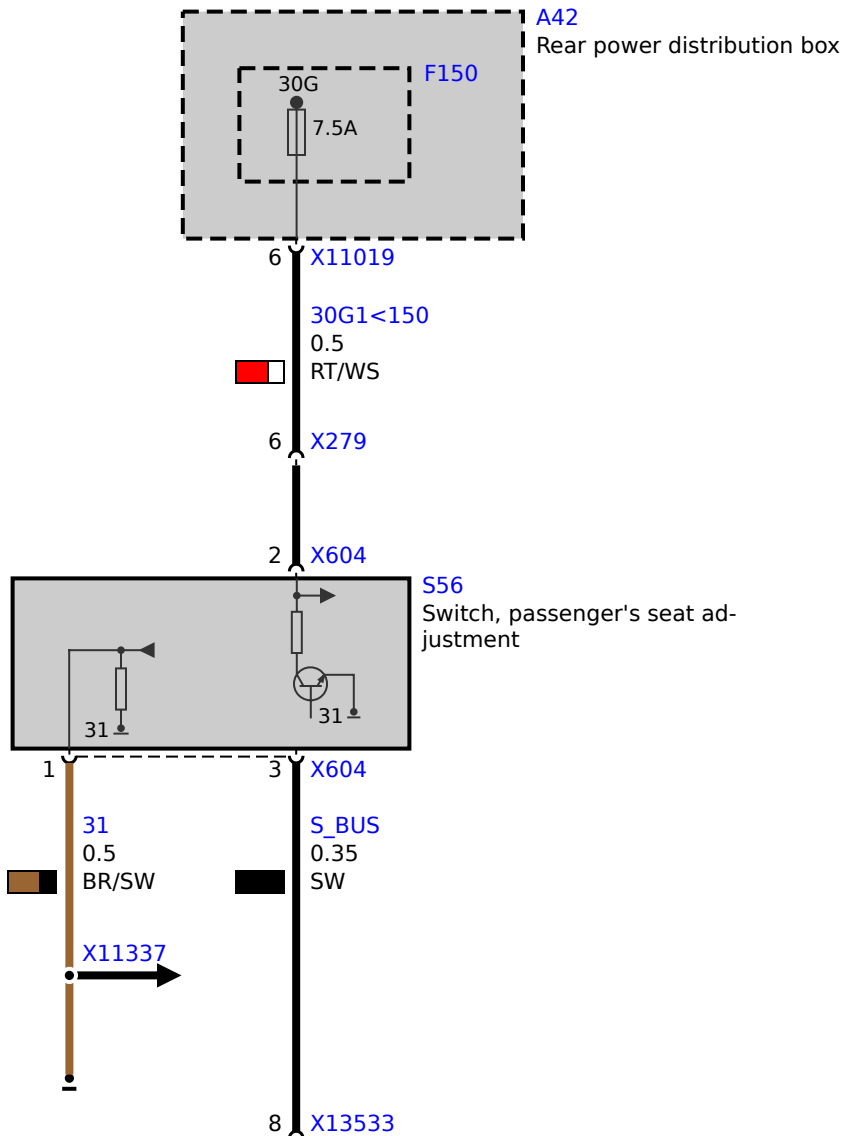 A42
Rear power distribution box
F150
30G
7.5A
6 X11019
30G1<150
0.5
RT/WS
6 X279
2 X604
S56
Switch, passenger's seat ad-
justment
31
31
1
3 X604
31
0.5
BR/SW
S_BUS
0.35
SW
X11337
8 X13533